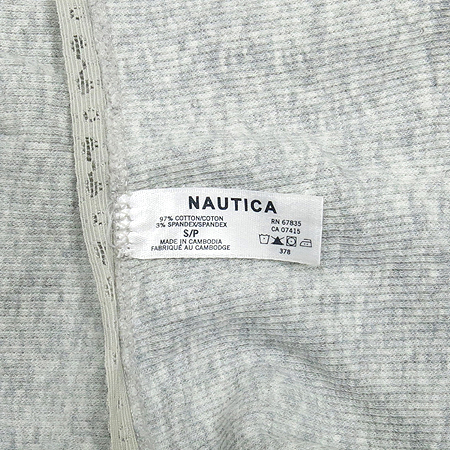 NAUTICA
97% COTTON/COTON
3% SPANDEX/SPANDEX
S/P
MADE IN CAMBODIA
FABRIQUÉ AU CAMBODGE
RN 67835
CA 07415
378